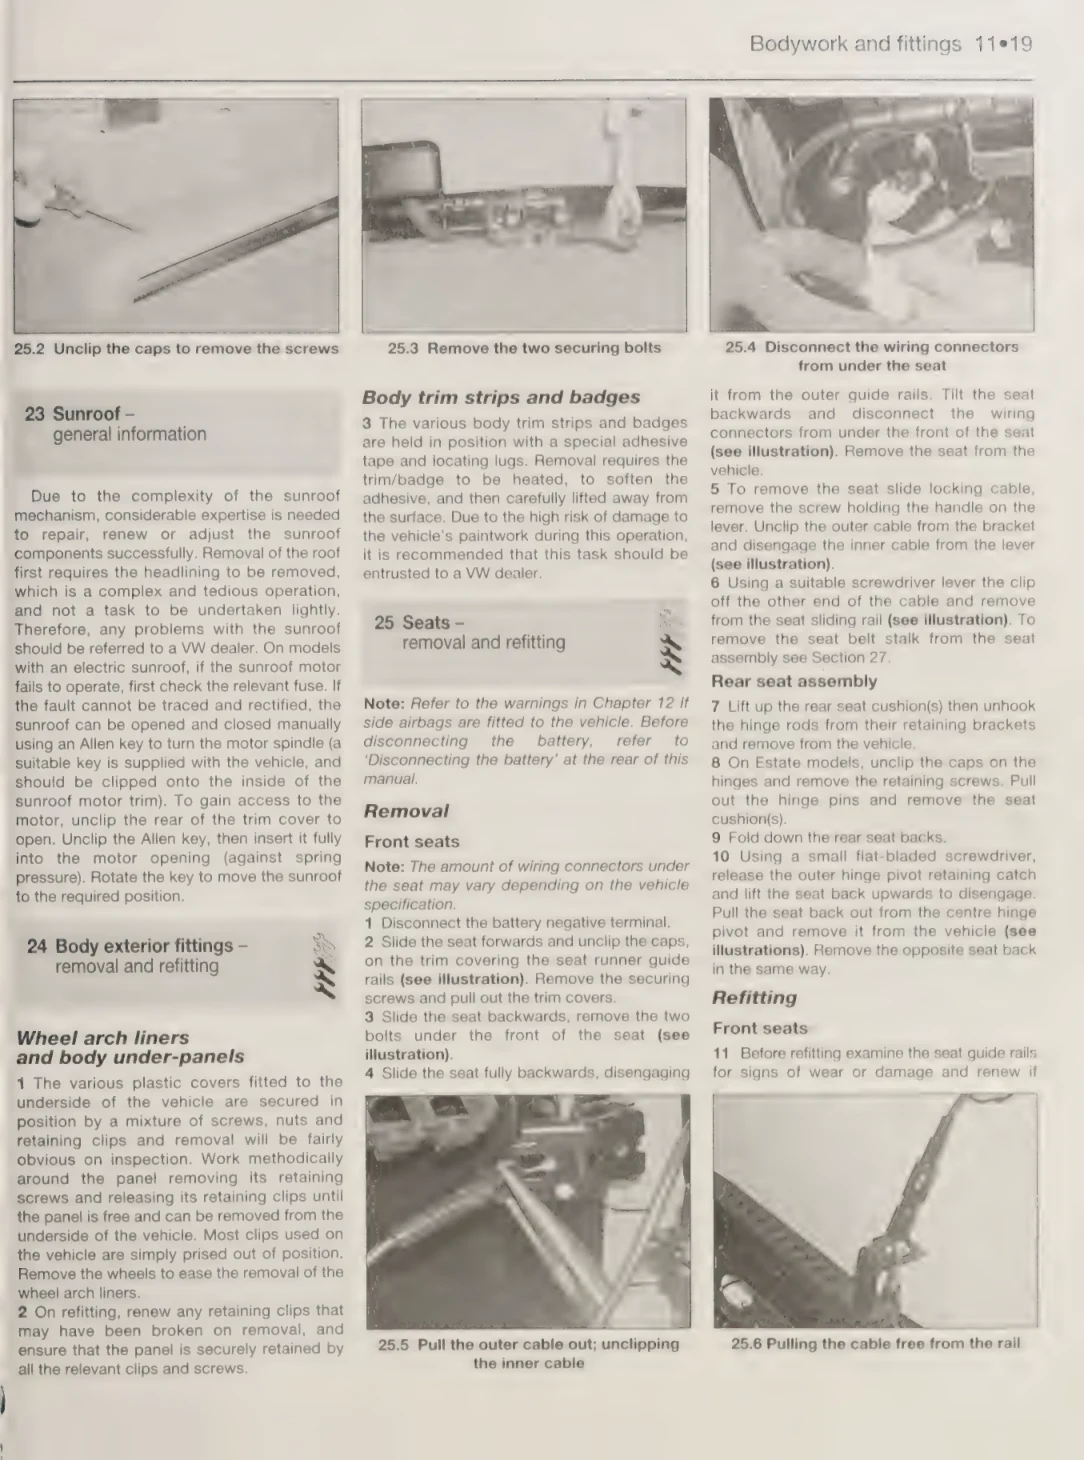 Bodywork and fittings 11•19
25.2 Unclip the caps to remove the screws
25.3 Remove the two securing bolts
25.4 Disconnect the wiring connectors
from under the seat
23 Sunroof –
general information
Due to the complexity of the sunroof
mechanism, considerable expertise is needed
to repair, renew or adjust the sunroof
components successfully. Removal of the roof
first requires the headlining to be removed,
which is a complex and tedious operation,
and not a task to be undertaken lightly.
Therefore, any problems with the sunroof
should be referred to a VW dealer. On models
with an electric sunroof, if the sunroof motor
fails to operate, first check the relevant fuse. If
the fault cannot be traced and rectified, the
sunroof can be opened and closed manually
using an Allen key to turn the motor spindle (a
suitable key is supplied with the vehicle, and
should be clipped onto the inside of the
sunroof motor trim). To gain access to the
motor, unclip the rear of the trim cover to
open. Unclip the Allen key, then insert it fully
into the motor opening (against spring
pressure). Rotate the key to move the sunroof
to the required position.
24 Body exterior fittings –
removal and refitting
Wheel arch liners
and body under-panels
1 The various plastic covers fitted to the
underside of the vehicle are secured in
position by a mixture of screws, nuts and
retaining clips and removal will be fairly
obvious on inspection. Work methodically
around the panel removing its retaining
screws and releasing its retaining clips until
the panel is free and can be removed from the
underside of the vehicle. Most clips used on
the vehicle are simply prised out of position.
Remove the wheels to ease the removal of the
wheel arch liners.
2 On refitting, renew any retaining clips that
may have been broken on removal, and
ensure that the panel is securely retained by
all the relevant clips and screws.
Body trim strips and badges
3 The various body trim strips and badges
are held in position with a special adhesive
tape and locating lugs. Removal requires the
trim/badge to be heated, to soften the
adhesive, and then carefully lifted away from
the surface. Due to the high risk of damage to
the vehicle's paintwork during this operation,
it is recommended that this task should be
entrusted to a VW dealer.
25 Seats –
removal and refitting
Note: Refer to the warnings in Chapter 12 if
side airbags are fitted to the vehicle. Before
disconnecting the battery, refer to
'Disconnecting the battery' at the rear of this
manual.
Removal
Front seats
Note: The amount of wiring connectors under
the seat may vary depending on the vehicle
specification.
1 Disconnect the battery negative terminal.
2 Slide the seat forwards and unclip the caps,
on the trim covering the seat runner guide
rails (see illustration). Remove the securing
screws and pull out the trim covers.
3 Slide the seat backwards, remove the two
bolts under the front of the seat (see
illustration).
4 Slide the seat fully backwards, disengaging
it from the outer guide rails. Tilt the seat
backwards and disconnect the wiring
connectors from under the front of the seat
(see illustration). Remove the seat from the
vehicle.
5 To remove the seat slide locking cable,
remove the screw holding the handle on the
lever. Unclip the outer cable from the bracket
and disengage the inner cable from the lever
(see illustration).
6 Using a suitable screwdriver lever the clip
off the other end of the cable and remove
from the seat sliding rail (see illustration). To
remove the seat belt stalk from the seat
assembly see Section 27.
Rear seat assembly
7 Lift up the rear seat cushion(s) then unhook
the hinge rods from their retaining brackets
and remove from the vehicle.
8 On Estate models, unclip the caps on the
hinges and remove the retaining screws. Pull
out the hinge pins and remove the seat
cushion(s).
9 Fold down the rear seat backs.
10 Using a small flat-bladed screwdriver,
release the outer hinge pivot retaining catch
and lift the seat back upwards to disengage.
Pull the seat back out from the centre hinge
pivot and remove it from the vehicle (see
illustrations). Remove the opposite seat back
in the same way.
Refitting
Front seats
11 Before refitting examine the seat guide rails
for signs of wear or damage and renew if
25.5 Pull the outer cable out; unclipping
the inner cable
25.6 Pulling the cable free from the rail